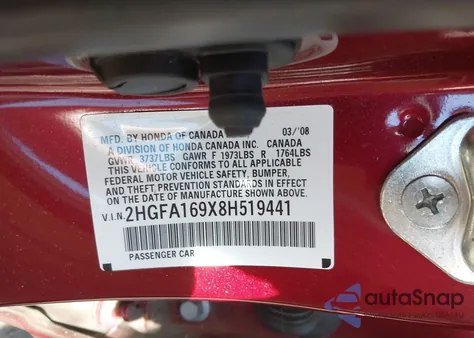 MFD. BY HONDA OF CANADA 03/'08
A DIVISION OF HONDA CANADA INC. CANADA
GVWR 3737LBS GAWR F 1973LBS R 1764LBS
THIS VEHICLE CONFORMS TO ALL APPLICABLE
FEDERAL MOTOR VEHICLE SAFETY, BUMPER,
AND THEFT PREVENTION STANDARDS IN EFFECT
ON THE DATE OF MANUFACTURE SHOWN ABOVE.
V.I.N. 2HGFA169X8H519441
PASSENGER CAR
autoSnap